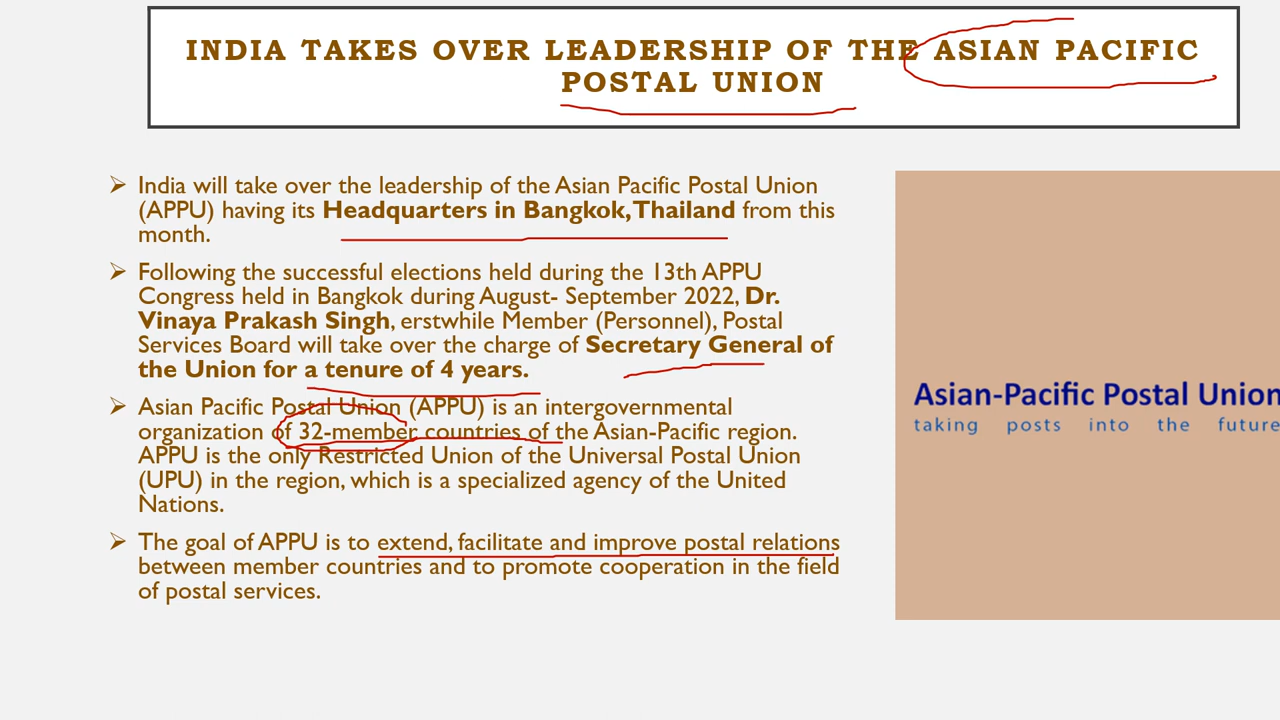 INDIA TAKES OVER LEADERSHIP OF THE ASIAN PACIFIC
POSTAL UNION
➢ India will take over the leadership of the Asian Pacific Postal Union
(APPU) having its Headquarters in Bangkok, Thailand from this
month.
➢ Following the successful elections held during the 13th APPU
Congress held in Bangkok during August- September 2022, Dr.
Vinaya Prakash Singh, erstwhile Member (Personnel), Postal
Services Board will take over the charge of Secretary General of
the Union for a tenure of 4 years.
➢ Asian Pacific Postal Union (APPU) is an intergovernmental
organization of 32-member countries of the Asian-Pacific region.
APPU is the only Restricted Union of the Universal Postal Union
(UPU) in the region, which is a specialized agency of the United
Nations.
➢ The goal of APPU is to extend, facilitate and improve postal relations
between member countries and to promote cooperation in the field
of postal services.
Asian-Pacific Postal Union
taking posts into the future